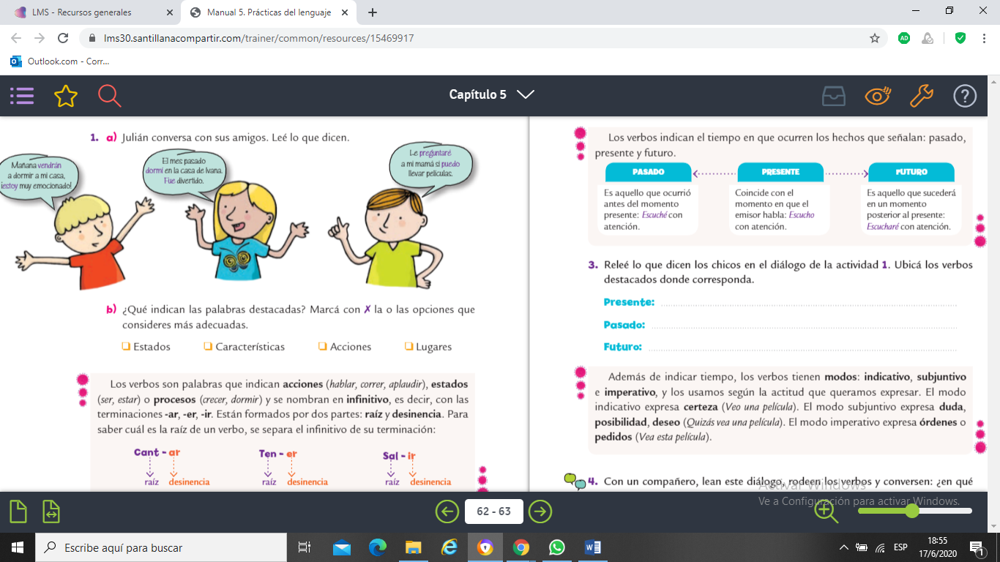 LMS - Recursos generales
Manual 5. Prácticas del lenguaje
lms30.santillanacompartir.com/trainer/common/resources/15469917
AD
Outlook.com - Corr...
Capítulo 5
1. a) Julián conversa con sus amigos. Leé lo que dicen.
Mañana vendrán
a dormir a mi casa,
¡estoy muy emocionado!
El mes pasado
dormí en la casa de Ivana.
Fue divertido.
Le preguntaré
a mi mamá si puedo
llevar películas.
b) ¿Qué indican las palabras destacadas? Marcá con ✗ la o las opciones que
consideres más adecuadas.
❏ Estados ❏ Características ❏ Acciones ❏ Lugares
Los verbos son palabras que indican acciones (hablar, correr, aplaudir), estados
(ser, estar) o procesos (crecer, dormir) y se nombran en infinitivo, es decir, con las
terminaciones -ar, -er, -ir. Están formados por dos partes: raíz y desinencia. Para
saber cuál es la raíz de un verbo, se separa el infinitivo de su terminación:
Cant - ar Ten - er Sal - ir
raíz desinencia raíz desinencia raíz desinencia
Los verbos indican el tiempo en que ocurren los hechos que señalan: pasado,
presente y futuro.
PASADO
Es aquello que ocurrió
antes del momento
presente: Escuché con
atención.
PRESENTE
Coincide con el
momento en que el
emisor habla: Escucho
con atención.
FUTURO
Es aquello que sucederá
en un momento
posterior al presente:
Escucharé con atención.
3. Releé lo que dicen los chicos en el diálogo de la actividad 1. Ubicá los verbos
destacados donde corresponda.
Presente:
Pasado:
Futuro:
Además de indicar tiempo, los verbos tienen modos: indicativo, subjuntivo
e imperativo, y los usamos según la actitud que queramos expresar. El modo
indicativo expresa certeza (Veo una película). El modo subjuntivo expresa duda,
posibilidad, deseo (Quizás vea una película). El modo imperativo expresa órdenes o
pedidos (Vea esta película).
4. Con un compañero, lean este diálogo, rodeen los verbos y conversen: ¿en qué
Activar Windows
Ve a Configuración para activar Windows.
62 - 63
Escribe aquí para buscar
ESP
18:55
17/6/2020
1